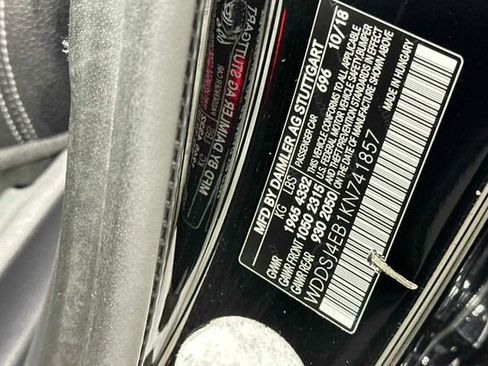 MFD BY DAIMLER AG STUTTGART
696 10/18
KG LBS PASSENGER CAR
GVWR 1965 4332 THIS VEHICLE CONFORMS TO ALL APPLICABLE
GAWR-FRONT 1050 2315 U.S. FEDERAL MOTOR VEHICLE SAFETY, BUMPER
GAWR-REAR 930 2050 AND THEFT PREVENTION STANDARDS IN EFFECT
ON THE DATE OF MANUFACTURE SHOWN ABOVE
WDDSJ4EB1KN741857
MADE IN HUNGARY